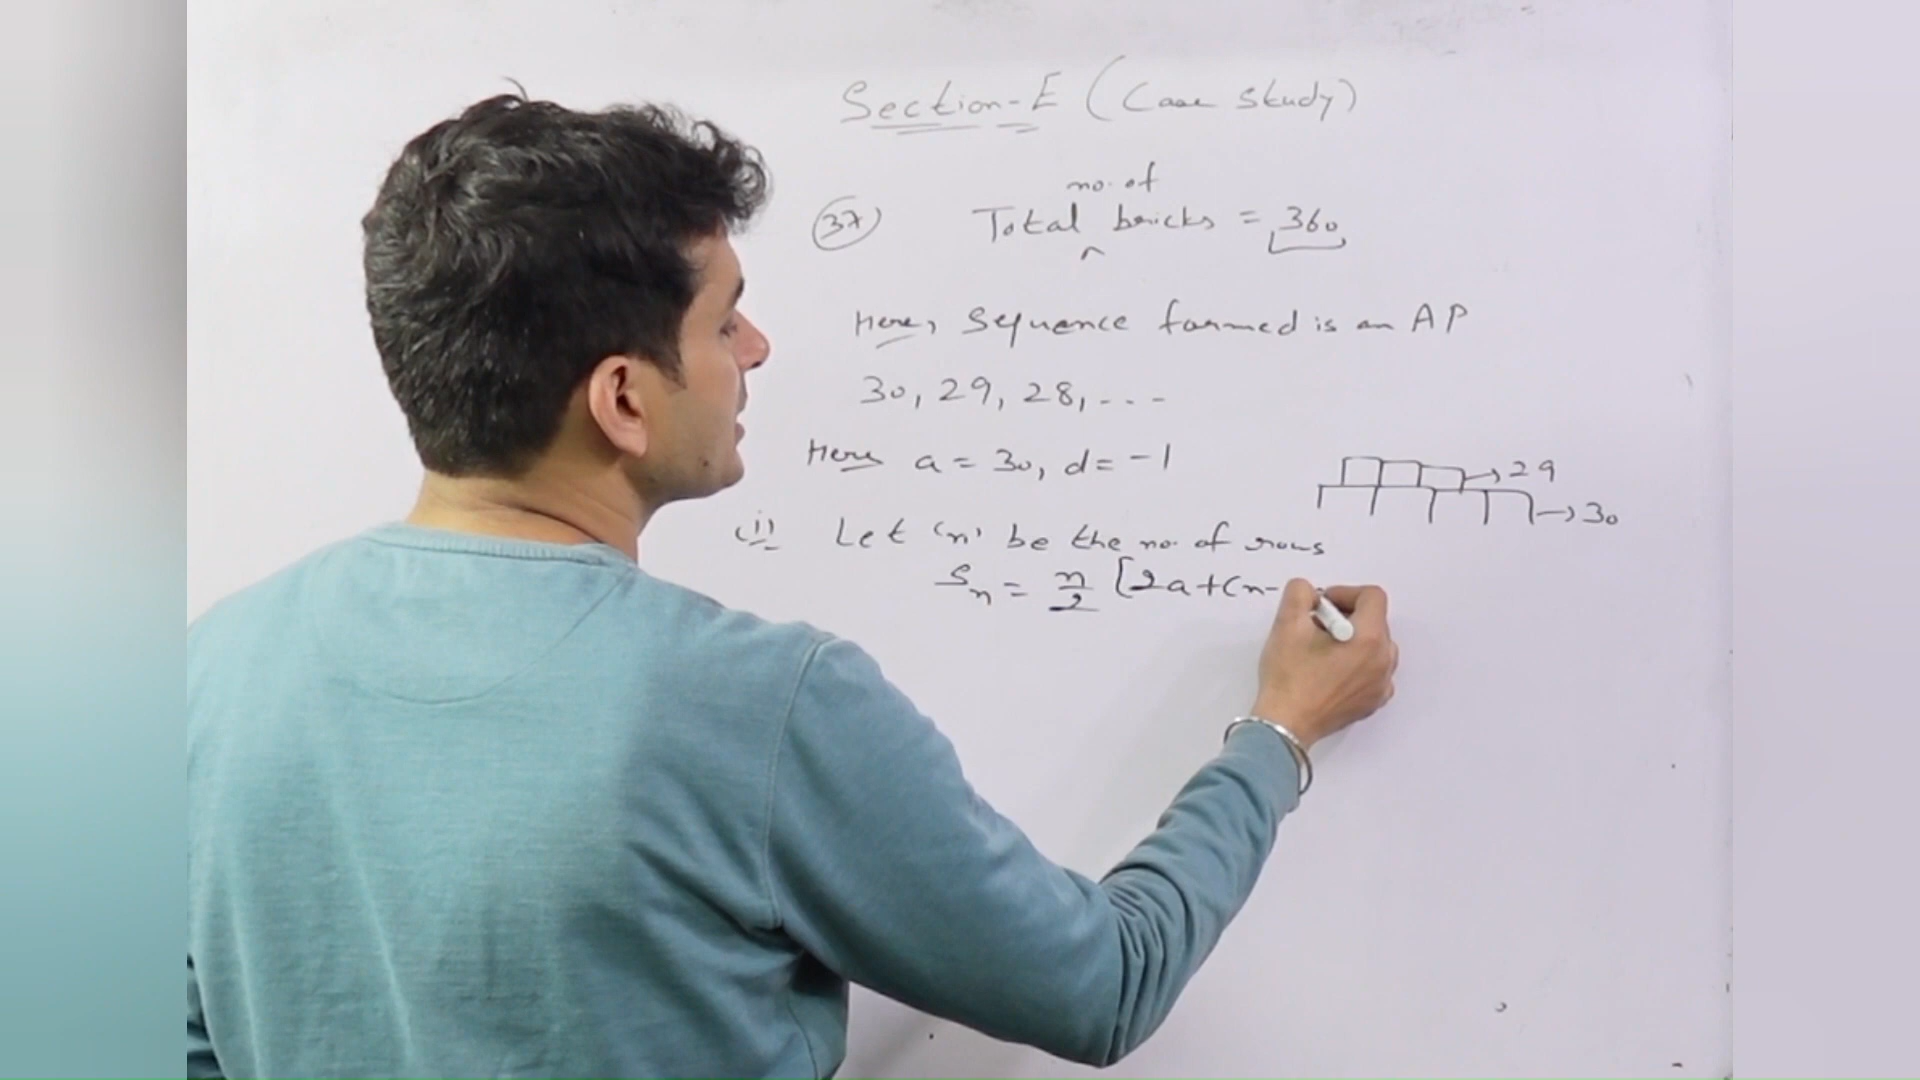 Section-E (Case Study)
no. of
37 Total ^ bricks = 360
Here, Sequence formed is an AP
30, 29, 28, ---
Here a = 30, d = -1
→ 29
→ 30
(i) Let 'n' be the no. of rows
Sn = n/2 [2a+(n-